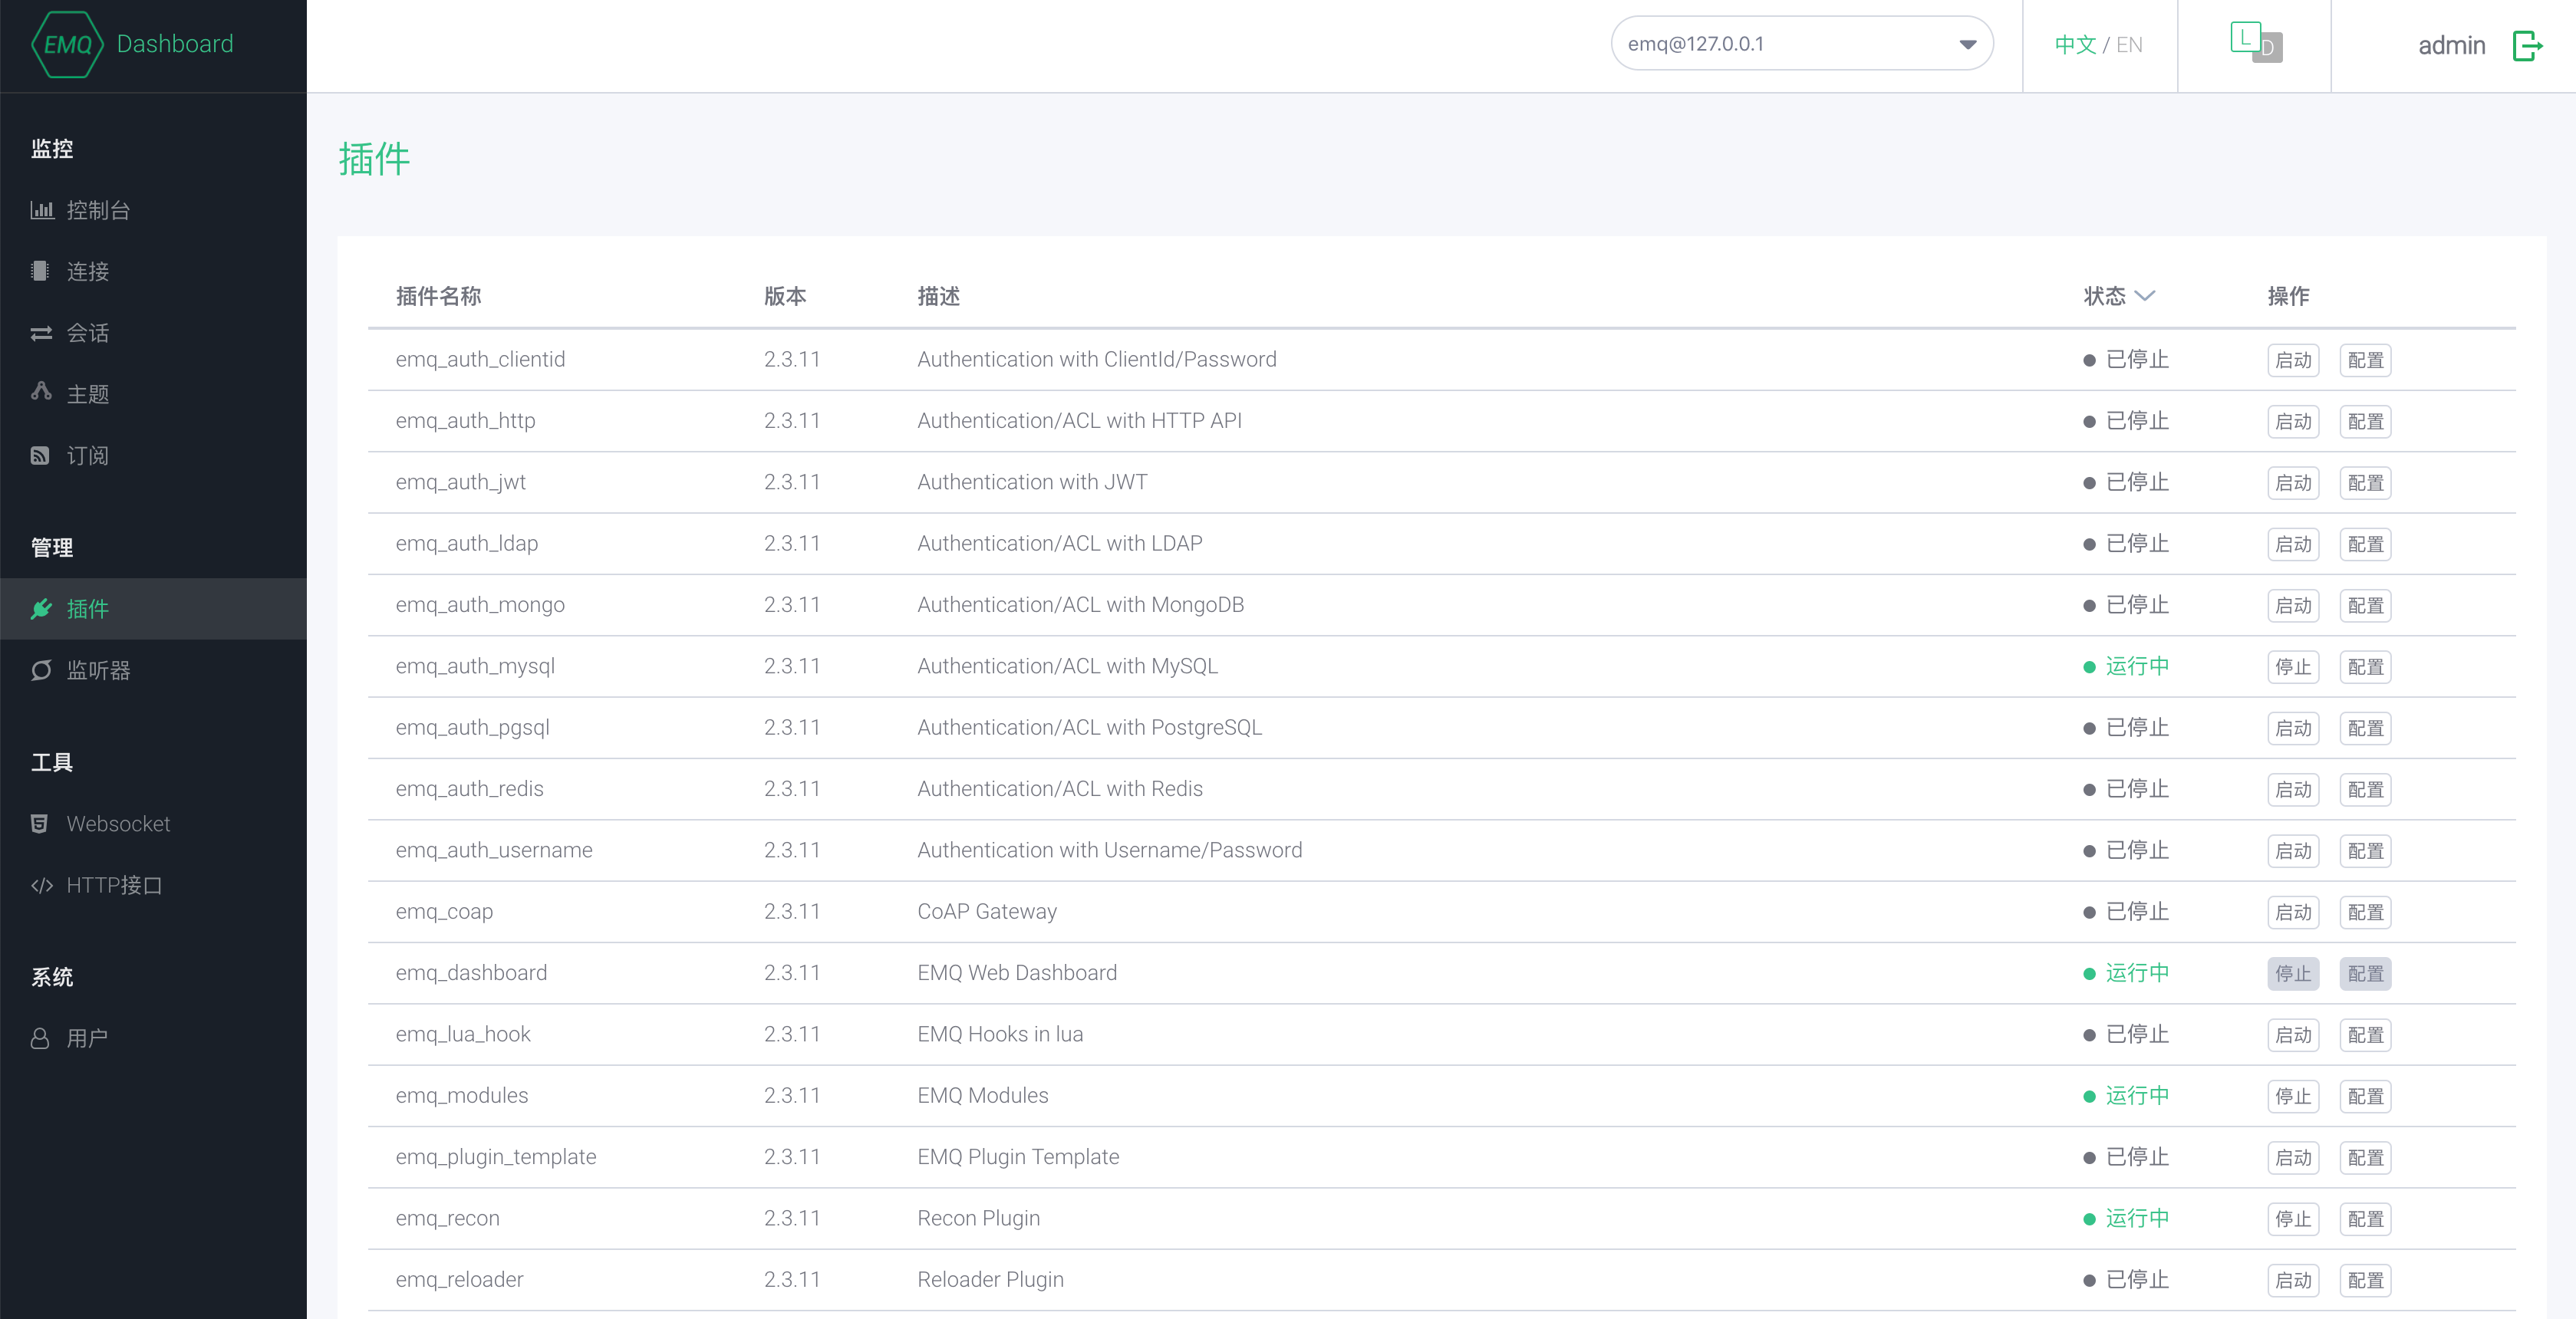 EMQ Dashboard
emq@127.0.0.1
中文 / EN
L D
admin
监控
控制台
连接
会话
主题
订阅
管理
插件
监听器
工具
Websocket
HTTP接口
系统
用户
插件
插件名称 版本 描述 状态 操作
emq_auth_clientid 2.3.11 Authentication with ClientId/Password 已停止 启动 配置
emq_auth_http 2.3.11 Authentication/ACL with HTTP API 已停止 启动 配置
emq_auth_jwt 2.3.11 Authentication with JWT 已停止 启动 配置
emq_auth_ldap 2.3.11 Authentication/ACL with LDAP 已停止 启动 配置
emq_auth_mongo 2.3.11 Authentication/ACL with MongoDB 已停止 启动 配置
emq_auth_mysql 2.3.11 Authentication/ACL with MySQL 运行中 停止 配置
emq_auth_pgsql 2.3.11 Authentication/ACL with PostgreSQL 已停止 启动 配置
emq_auth_redis 2.3.11 Authentication/ACL with Redis 已停止 启动 配置
emq_auth_username 2.3.11 Authentication with Username/Password 已停止 启动 配置
emq_coap 2.3.11 CoAP Gateway 已停止 启动 配置
emq_dashboard 2.3.11 EMQ Web Dashboard 运行中 停止 配置
emq_lua_hook 2.3.11 EMQ Hooks in lua 已停止 启动 配置
emq_modules 2.3.11 EMQ Modules 运行中 停止 配置
emq_plugin_template 2.3.11 EMQ Plugin Template 已停止 启动 配置
emq_recon 2.3.11 Recon Plugin 运行中 停止 配置
emq_reloader 2.3.11 Reloader Plugin 已停止 启动 配置